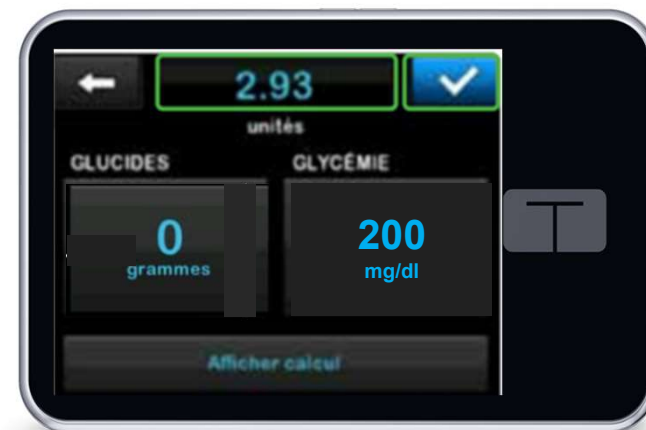 2.93
unités
GLUCIDES GLYCÉMIE
0 200
grammes mg/dl
Afficher calcul